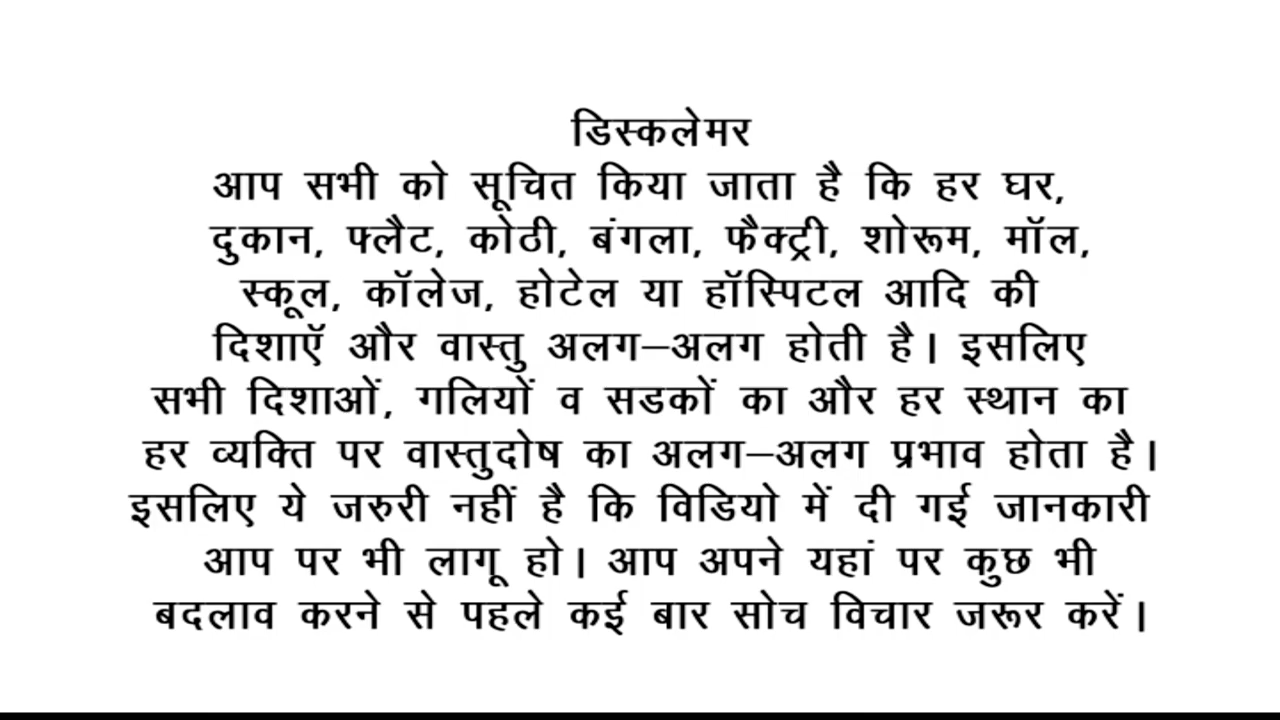 डिस्कलेमर
आप सभी को सूचित किया जाता है कि हर घर,
दुकान, फ्लैट, कोठी, बंगला, फैक्ट्री, शोरूम, मॉल,
स्कूल, कॉलेज, होटेल या हॉस्पिटल आदि की
दिशाऍ और वास्तु अलग–अलग होती है। इसलिए
सभी दिशाओं, गलियों व सडकों का और हर स्थान का
हर व्यक्ति पर वास्तुदोष का अलग–अलग प्रभाव होता है।
इसलिए ये जरुरी नहीं है कि विडियो में दी गई जानकारी
आप पर भी लागू हो। आप अपने यहां पर कुछ भी
बदलाव करने से पहले कई बार सोच विचार जरूर करें।